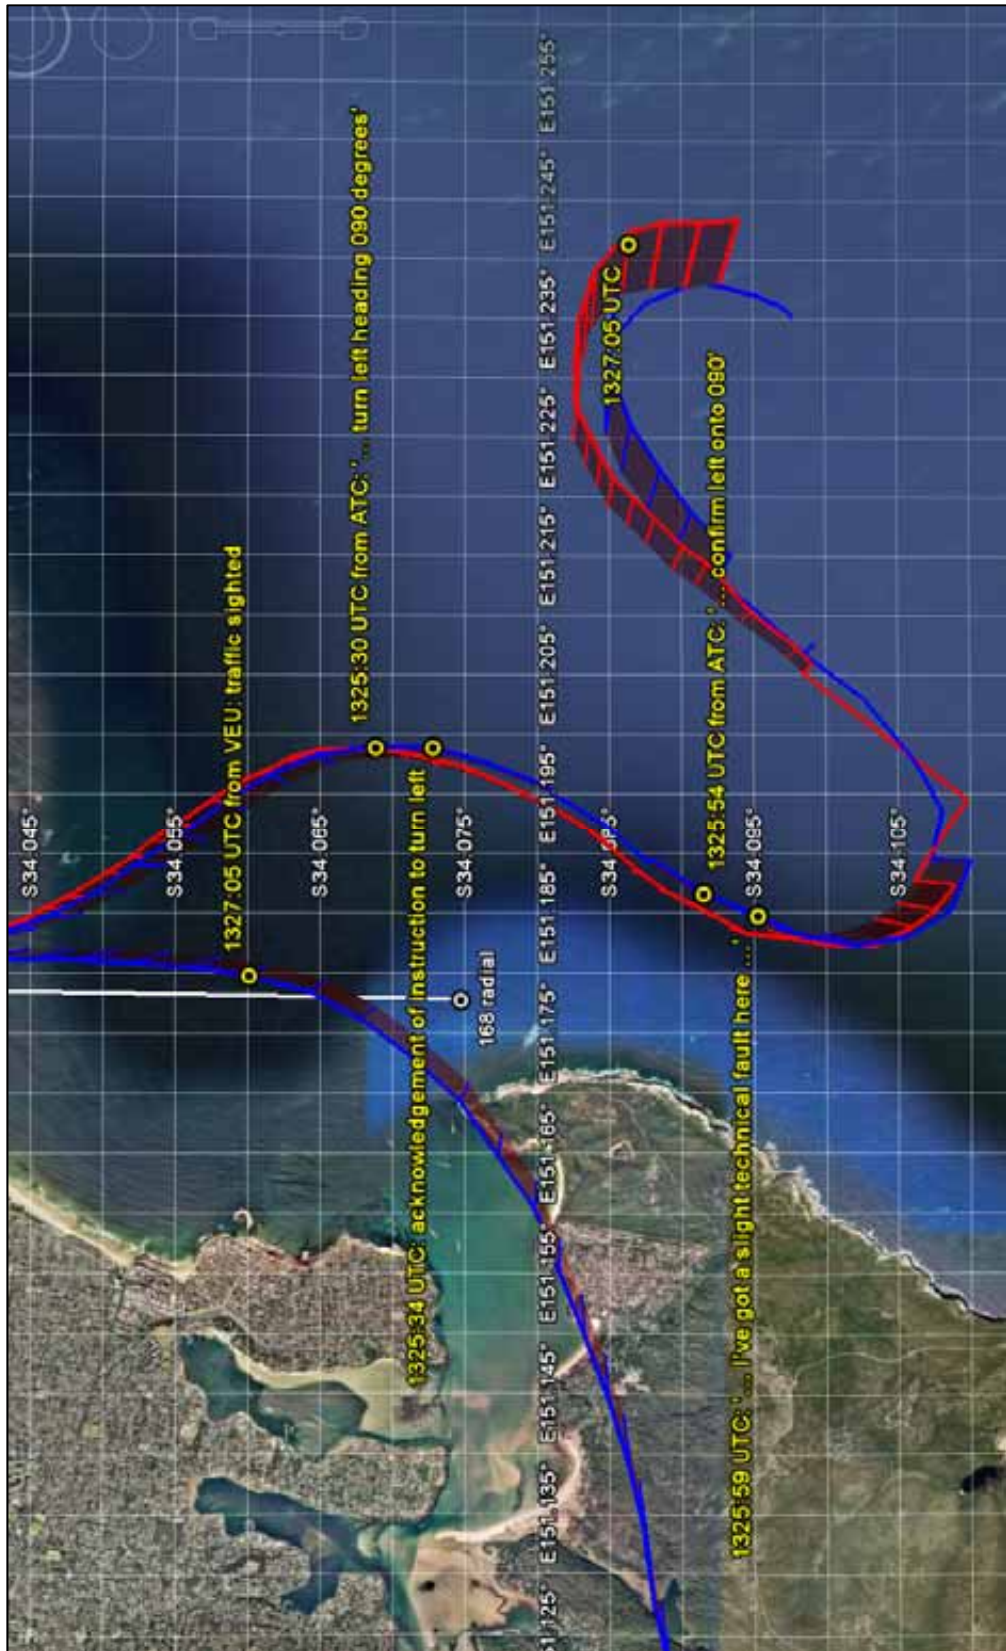 S34.045°
S34.055°
1327:05 UTC from VEU: traffic sighted
S34.065°
1325:30 UTC from ATC: '... turn left heading 090 degrees'
1325:34 UTC: acknowledgement of instruction to turn left
S34.075°
168 radial
51.125° E151.135° E151.145° E151.155° E151.165° E151.175° E151.185° E151.195° E151.205° E151.215° E151.225° E151.235° E151.245° E151.255°
S34.085°
1327:05 UTC
1325:54 UTC from ATC: '... confirm left onto 090'
1325:59 UTC: '... I've got a slight technical fault here ...'
S34.095°
S34.105°